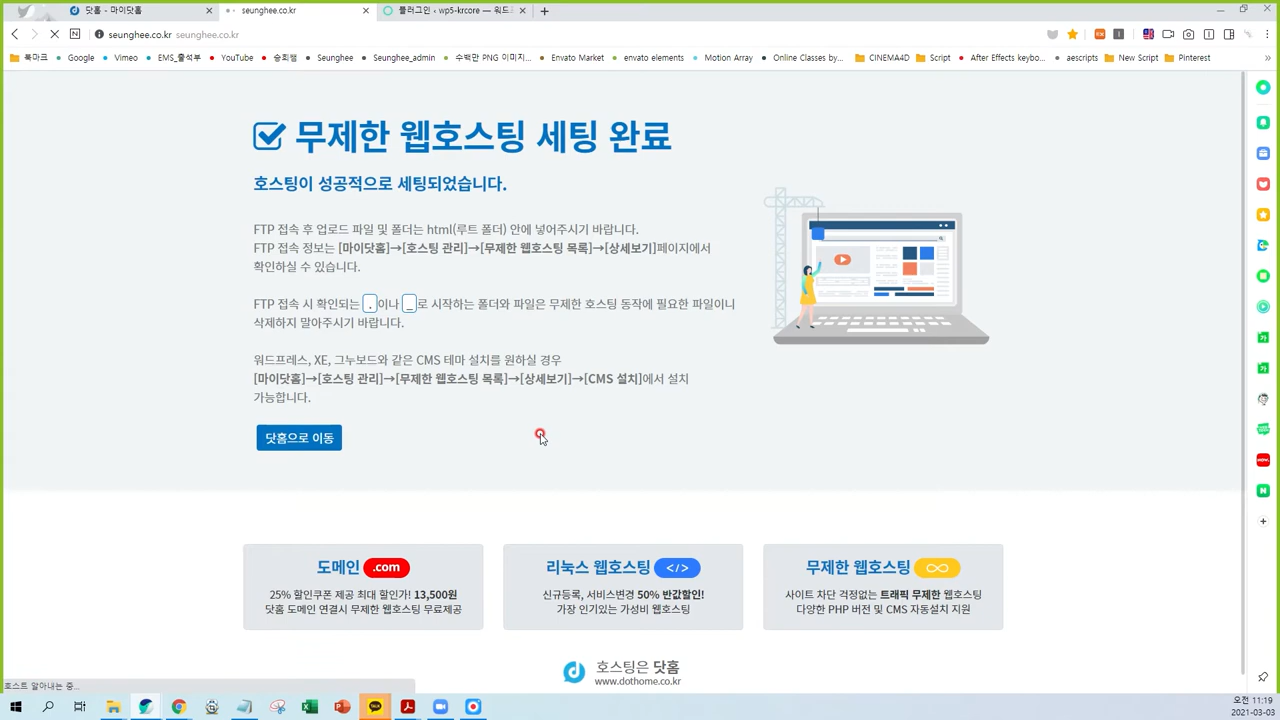 닷홈 - 마이닷홈
seunghee.co.kr
플러그인 ‹ wp5-krcore — 워드프
seunghee.co.kr seunghee.co.kr
북마크
Google
Vimeo
EMS_출석부
YouTube
승희쌤
Seunghee
Seunghee_admin
수백만 PNG 이미지...
Envato Market
envato elements
Motion Array
Online Classes by...
CINEMA4D
Script
After Effects keybo...
aescripts
New Script
Pinterest
무제한 웹호스팅 세팅 완료
호스팅이 성공적으로 세팅되었습니다.
FTP 접속 후 업로드 파일 및 폴더는 html(루트 폴더) 안에 넣어주시기 바랍니다.
FTP 접속 정보는 [마이닷홈]→[호스팅 관리]→[무제한 웹호스팅 목록]→[상세보기]페이지에서
확인하실 수 있습니다.
FTP 접속 시 확인되는 . 이나 _ 로 시작하는 폴더와 파일은 무제한 호스팅 동작에 필요한 파일이니
삭제하지 말아주시기 바랍니다.
워드프레스, XE, 그누보드와 같은 CMS 테마 설치를 원하실 경우
[마이닷홈]→[호스팅 관리]→[무제한 웹호스팅 목록]→[상세보기]→[CMS 설치]에서 설치
가능합니다.
닷홈으로 이동
도메인 .com
25% 할인쿠폰 제공 최대 할인가! 13,500원
닷홈 도메인 연결시 무제한 웹호스팅 무료제공
리눅스 웹호스팅 </>
신규등록, 서비스변경 50% 반값할인!
가장 인기있는 가성비 웹호스팅
무제한 웹호스팅
사이트 차단 걱정없는 트래픽 무제한 웹호스팅
다양한 PHP 버전 및 CMS 자동설치 지원
호스팅은 닷홈
www.dothome.co.kr
호스트 알아내는 중...
오전 11:19
2021-03-03